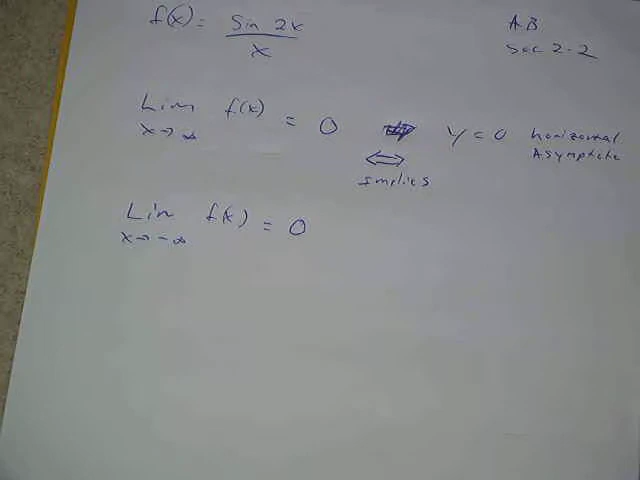 f(x) = sin 2x / x
AB
Sec 2-2
Lim x→∞ f(x) = 0
⟺
implies
y = 0 horizontal
Asymptote
Lim x→-∞ f(x) = 0